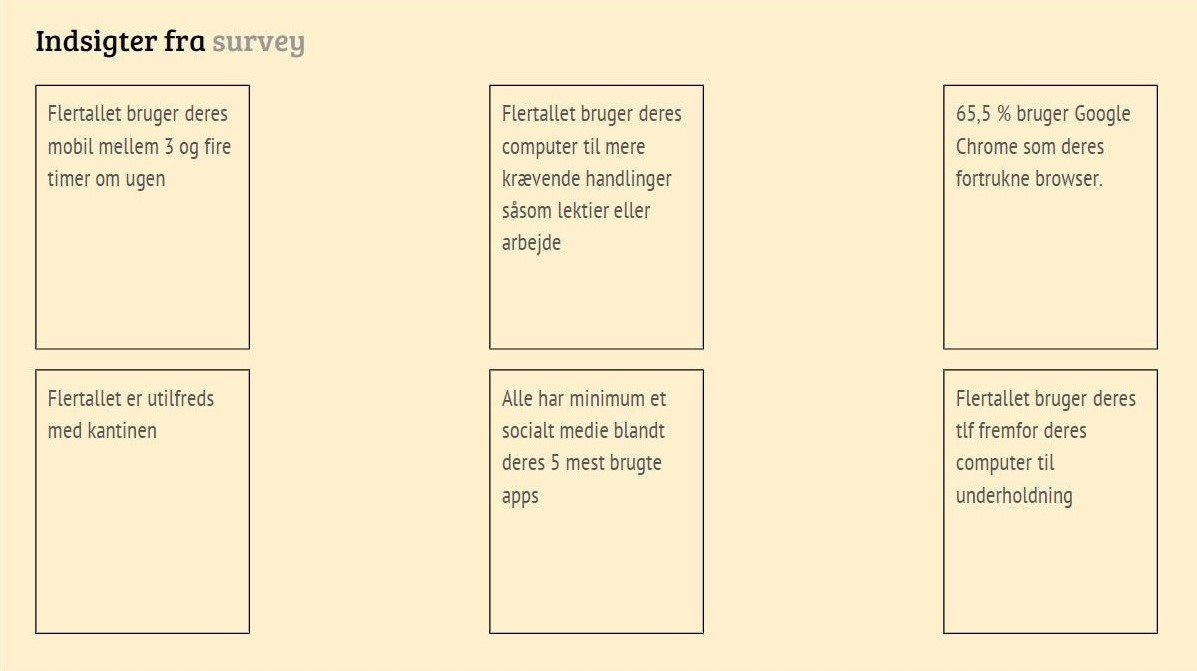 Indsigter fra survey
Flertallet bruger deres
mobil mellem 3 og fire
timer om ugen
Flertallet bruger deres
computer til mere
krævende handlinger
såsom lektier eller
arbejde
65,5 % bruger Google
Chrome som deres
fortrukne browser.
Flertallet er utilfreds
med kantinen
Alle har minimum et
socialt medie blandt
deres 5 mest brugte
apps
Flertallet bruger deres
tlf fremfor deres
computer til
underholdning